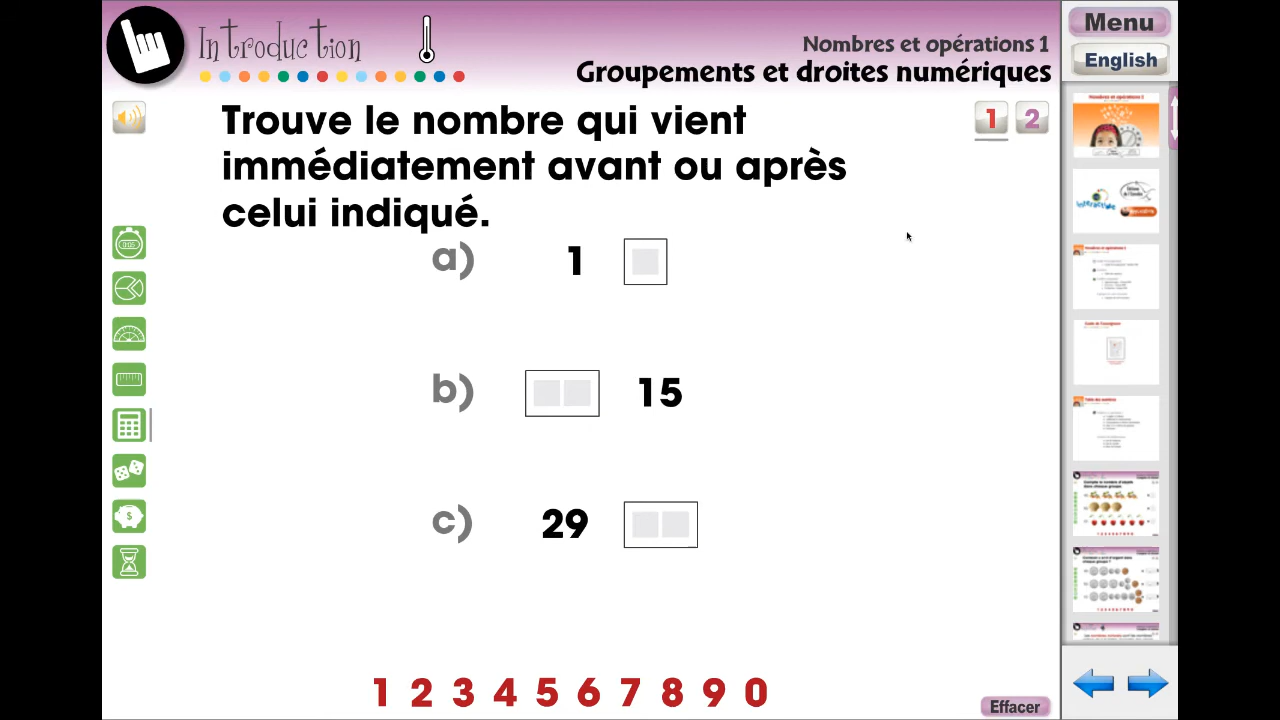 Introduction
Nombres et opérations 1
Groupements et droites numériques
Menu
English
Trouve le nombre qui vient
immédiatement avant ou après
celui indiqué.
1 2
a) 1
b) 15
c) 29
1 2 3 4 5 6 7 8 9 0
Effacer